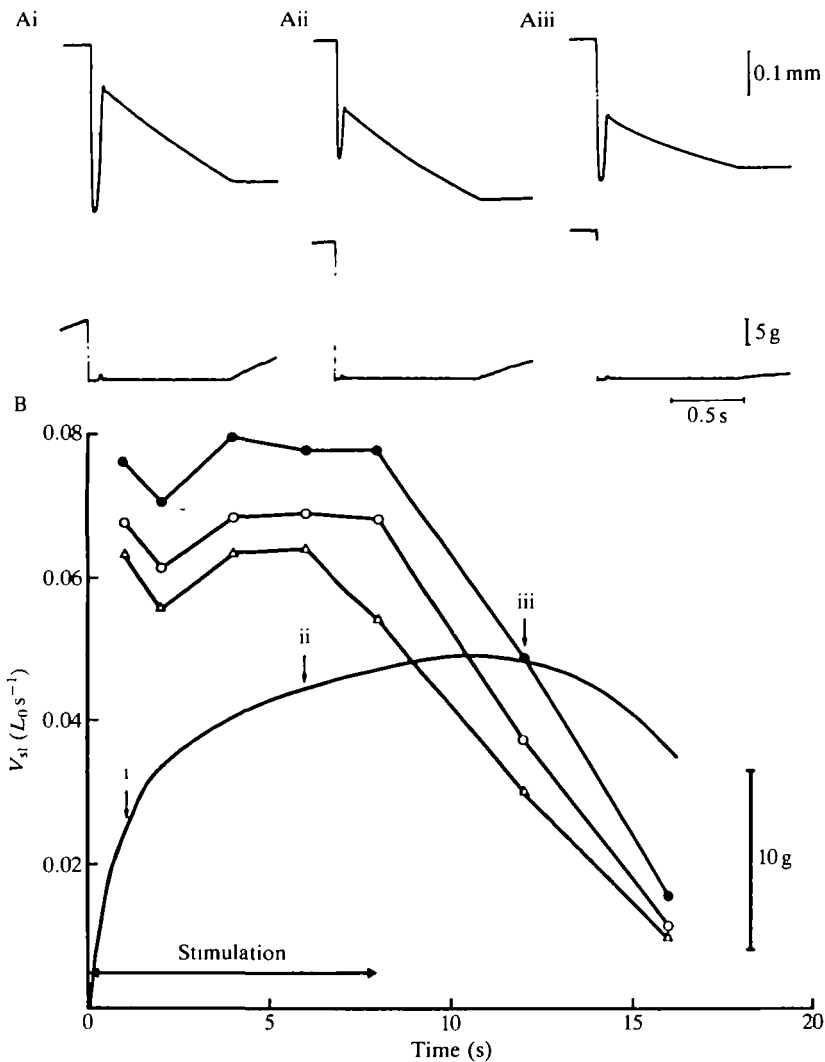 Ai
Aii
Aiii
0.1 mm
5 g
0.5 s
B
0.08
0.06
0.04
0.02
0
V_sl (L_0 s^{-1})
ı
ii
iii
10 g
Stimulation
0 5 10 15 20
Time (s)